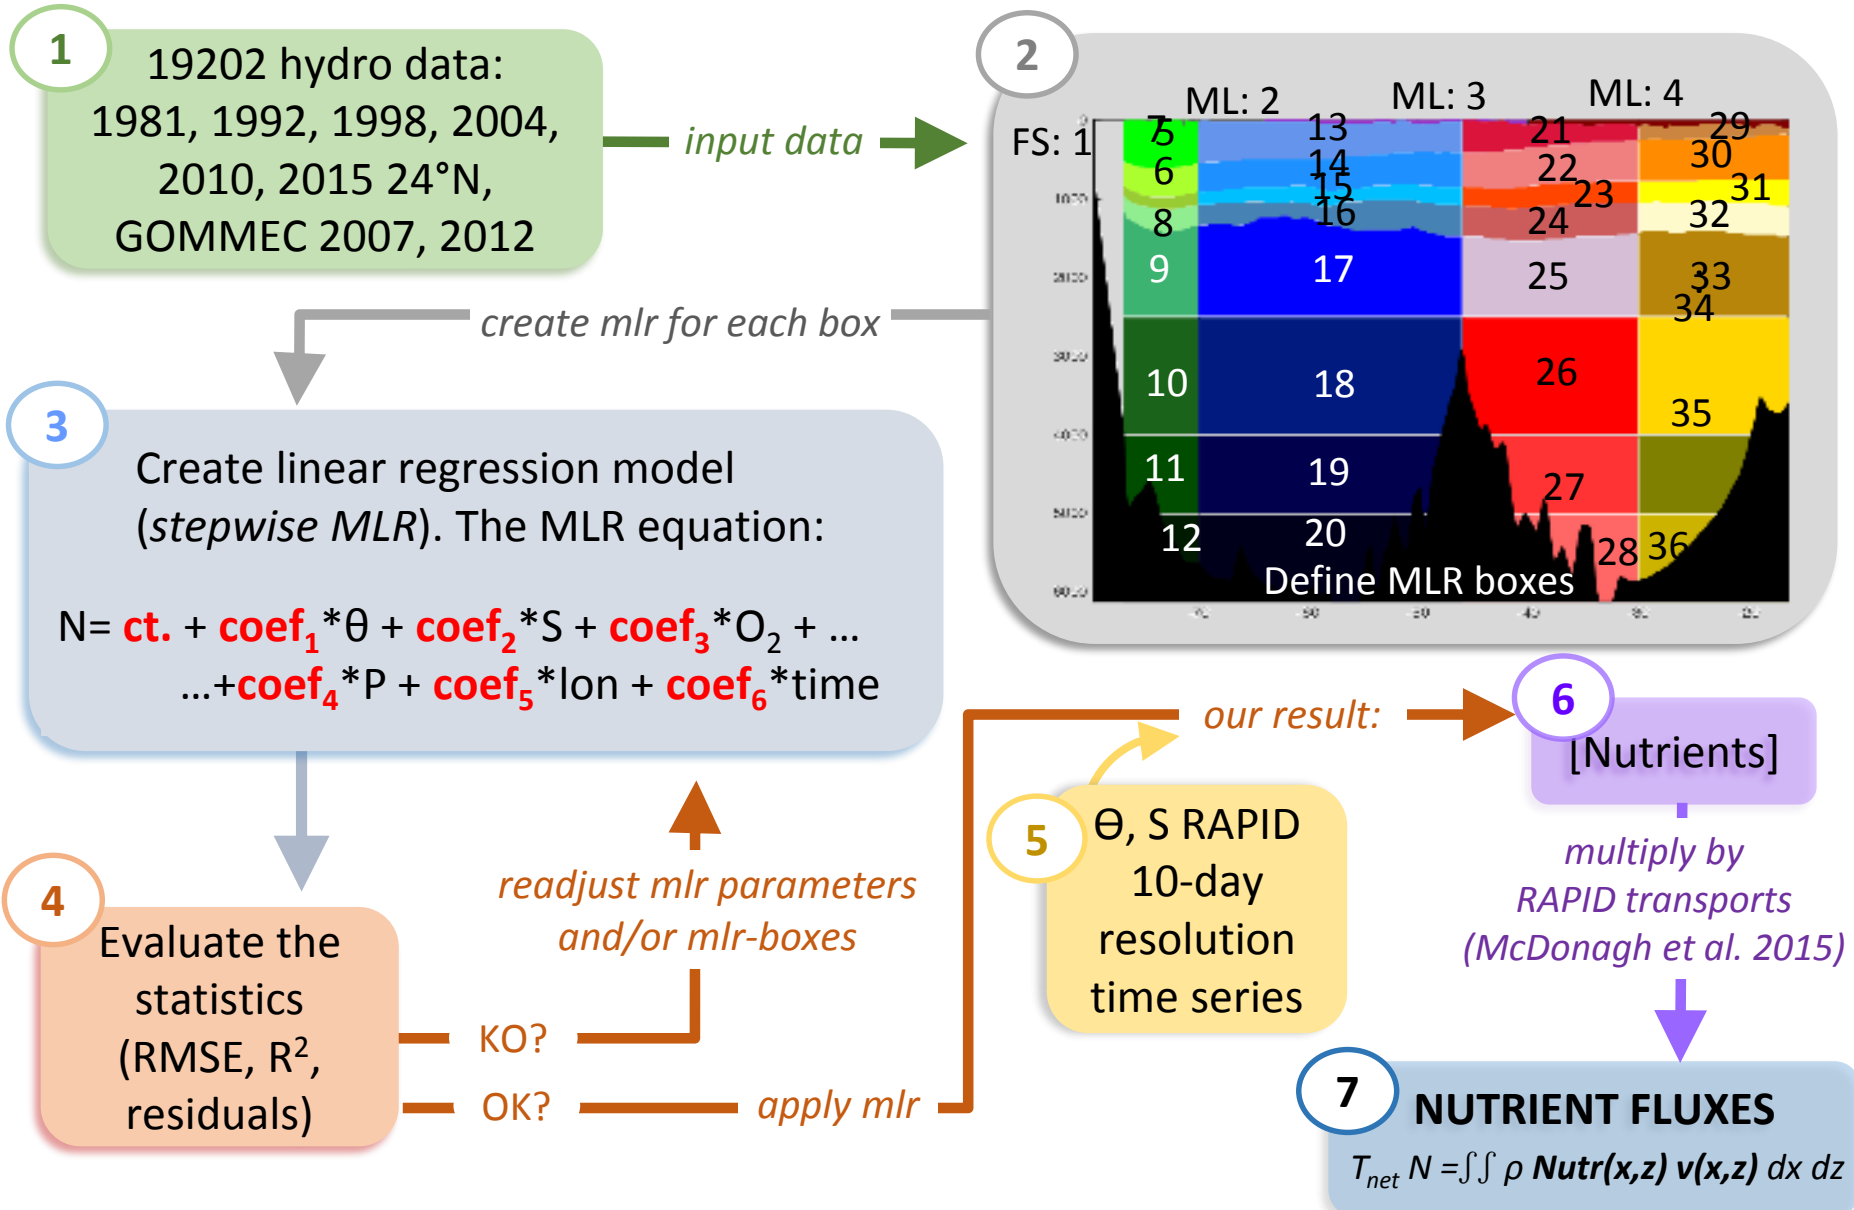 1
19202 hydro data:
1981, 1992, 1998, 2004,
2010, 2015 24°N,
GOMMEC 2007, 2012
input data
2
ML: 2
ML: 3
ML: 4
FS: 1
7
5
6
8
9
10
11
12
13
14
15
16
17
18
19
20
21
22
23
24
25
26
27
28
29
30
31
32
33
34
35
36
1000
2000
3000
4000
5000
6000
Define MLR boxes
create mlr for each box
3
Create linear regression model
(stepwise MLR). The MLR equation:
N= ct. + coef₁*θ + coef₂*S + coef₃*O₂ + ...
...+coef₄*P + coef₅*lon + coef₆*time
4
Evaluate the
statistics
(RMSE, R²,
residuals)
KO?
readjust mlr parameters
and/or mlr-boxes
OK?
apply mlr
5
Θ, S RAPID
10-day
resolution
time series
our result:
6
[Nutrients]
multiply by
RAPID transports
(McDonagh et al. 2015)
7
NUTRIENT FLUXES
Tₙₑₜ N =∫∫ ρ Nutr(x,z) v(x,z) dx dz